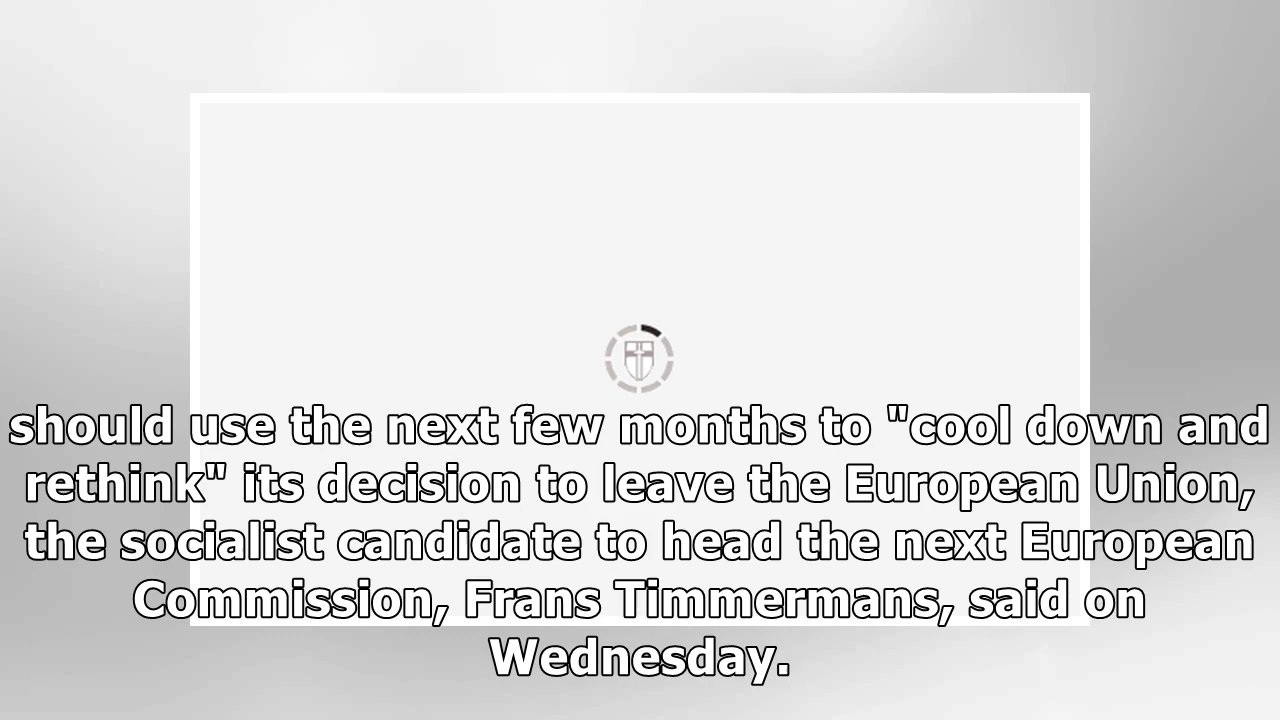 should use the next few months to "cool down and
rethink" its decision to leave the European Union,
the socialist candidate to head the next European
Commission, Frans Timmermans, said on
Wednesday.